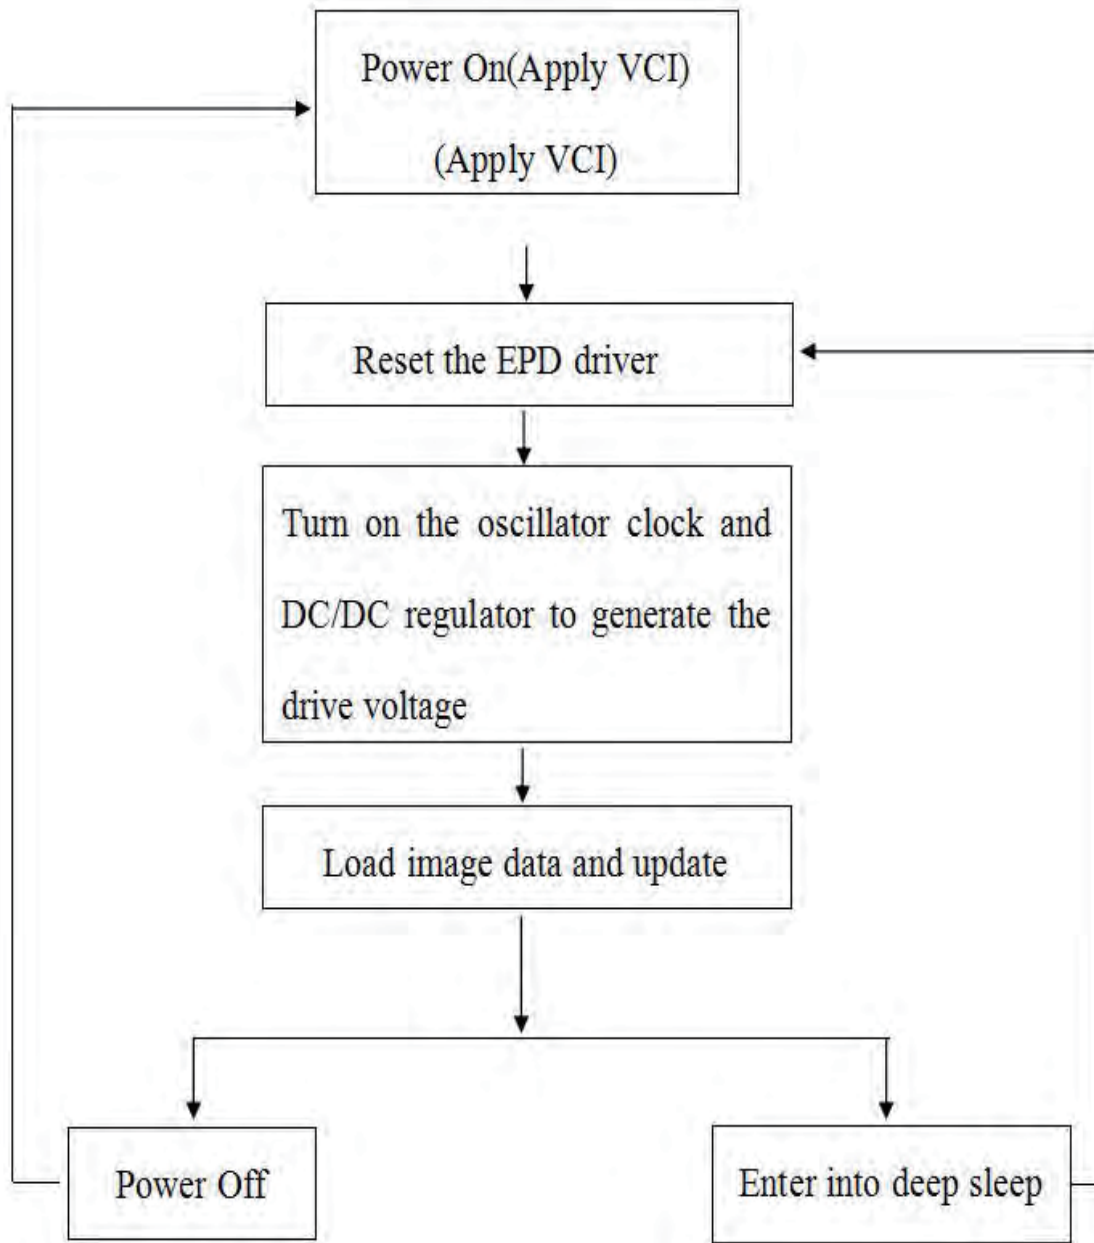 Power On(Apply VCI)
(Apply VCI)
Reset the EPD driver
Turn on the oscillator clock and
DC/DC regulator to generate the
drive voltage
Load image data and update
Power Off
Enter into deep sleep